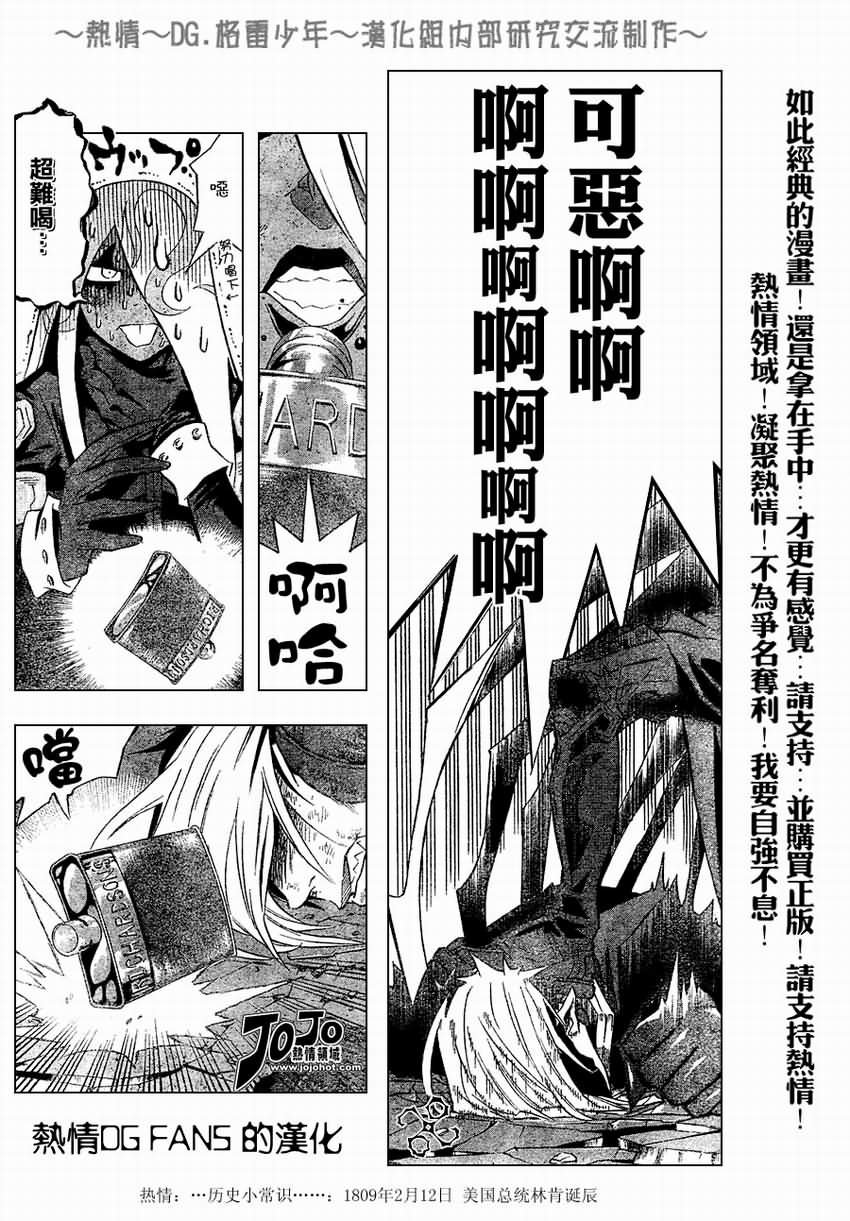 ～熱情～DG.格雷少年～漢化組内部研究交流制作～
如此經典的漫畫！還是拿在手中…才更有感覺…請支持…並購買正版！請支持熱情！
熱情領域！凝聚熱情！不為爭名奪利！我要自強不息！
可惡啊啊
啊啊啊啊啊啊啊
ARD
啊哈
ウップ
噁
努力喝下
超難喝…
噹
JOJO
熱情領域
www.jojohot.com
熱情DG FANS 的漢化
热情：…历史小常识……：1809年2月12日 美国总统林肯诞辰